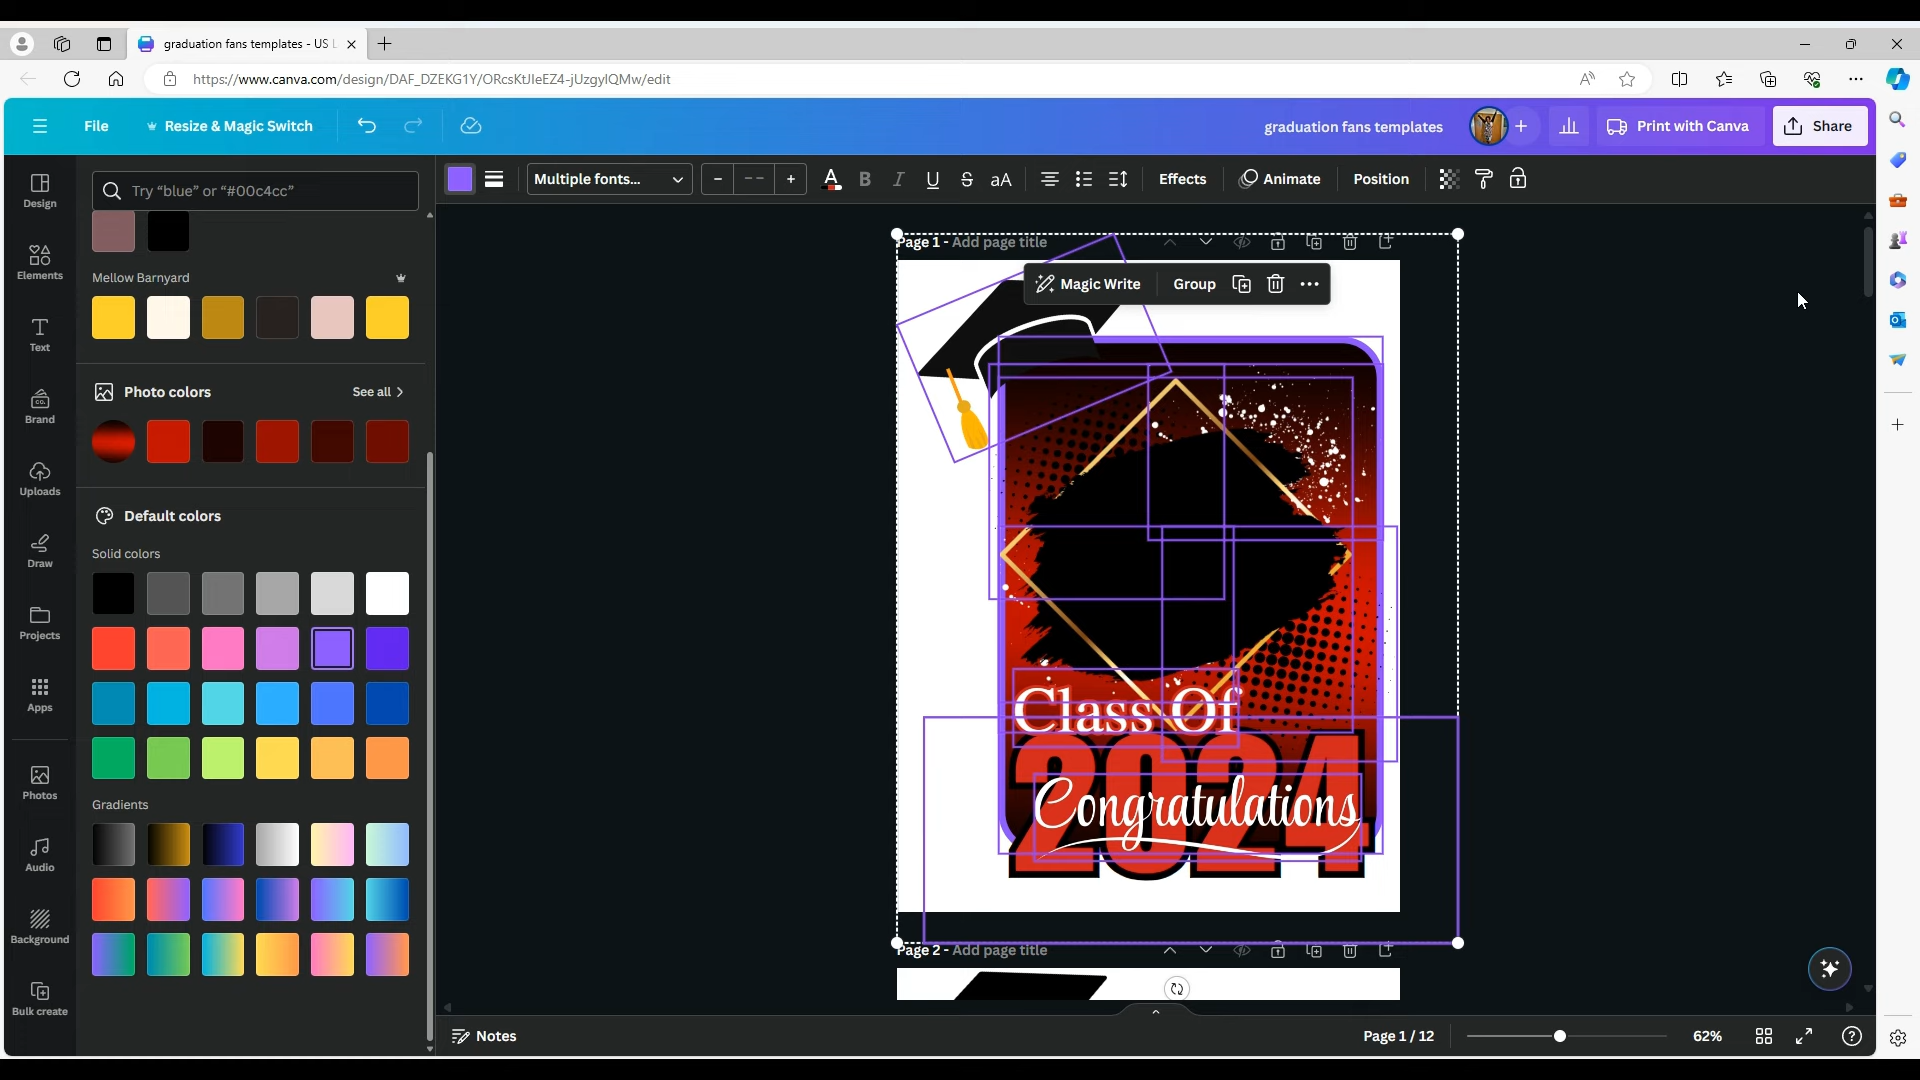 graduation fans templates - US L
https://www.canva.com/design/DAF_DZEKG1Y/ORcsKtJIeEZ4-jUzgylQMw/edit
File
Resize & Magic Switch
graduation fans templates
Print with Canva
Share
Design
Elements
Text
Brand
Uploads
Draw
Projects
Apps
Photos
Audio
Background
Bulk create
Try “blue” or “#00c4cc”
Mellow Barnyard
Photo colors
See all
Default colors
Solid colors
Gradients
Multiple fonts...
- -- +
A B I U S aA
Effects
Animate
Position
Page 1 - Add page title
Magic Write
Group
Class Of
2024
Congratulations
Page 2 - Add page title
Notes
Page 1 / 12
62%